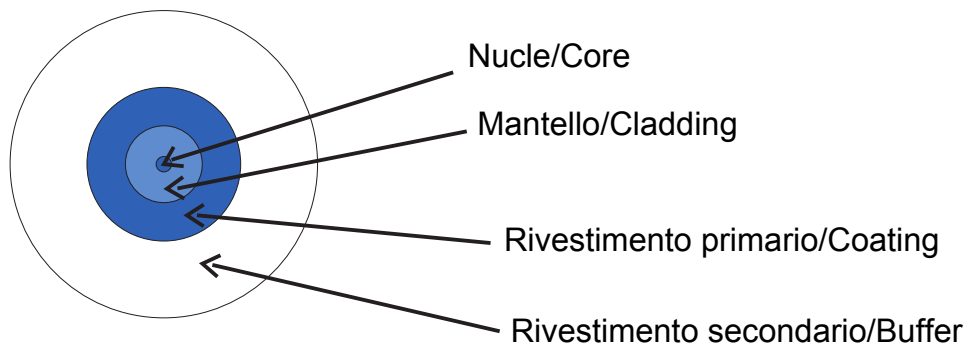 Nucle/Core
Mantello/Cladding
Rivestimento primario/Coating
Rivestimento secondario/Buffer